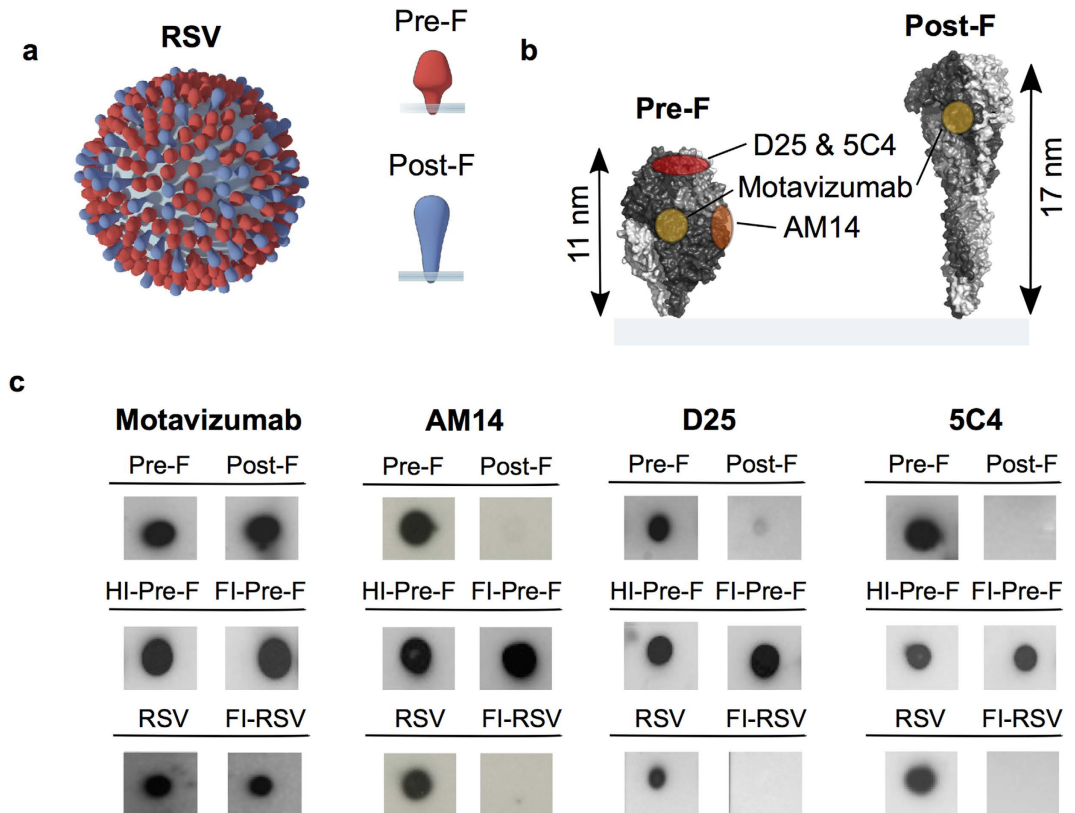 a
RSV
Pre-F
Post-F
b
Pre-F
Post-F
D25 & 5C4
Motavizumab
AM14
11 nm
17 nm
c
Motavizumab
Pre-F Post-F
HI-Pre-F FI-Pre-F
RSV FI-RSV
AM14
Pre-F Post-F
HI-Pre-F FI-Pre-F
RSV FI-RSV
D25
Pre-F Post-F
HI-Pre-F FI-Pre-F
RSV FI-RSV
5C4
Pre-F Post-F
HI-Pre-F FI-Pre-F
RSV FI-RSV